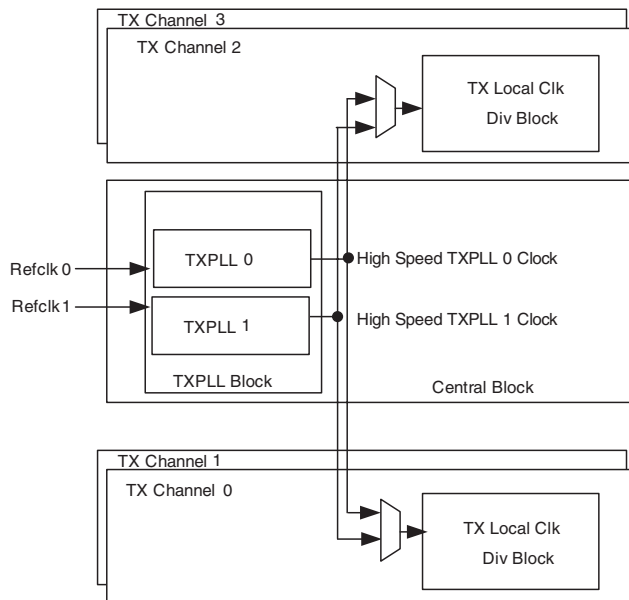 TX Channel 3
TX Channel 2
TX Local Clk
Div Block
TXPLL 0
High Speed TXPLL 0 Clock
Refclk 0
Refclk 1
TXPLL 1
High Speed TXPLL 1 Clock
TXPLL Block
Central Block
TX Channel 1
TX Channel 0
TX Local Clk
Div Block